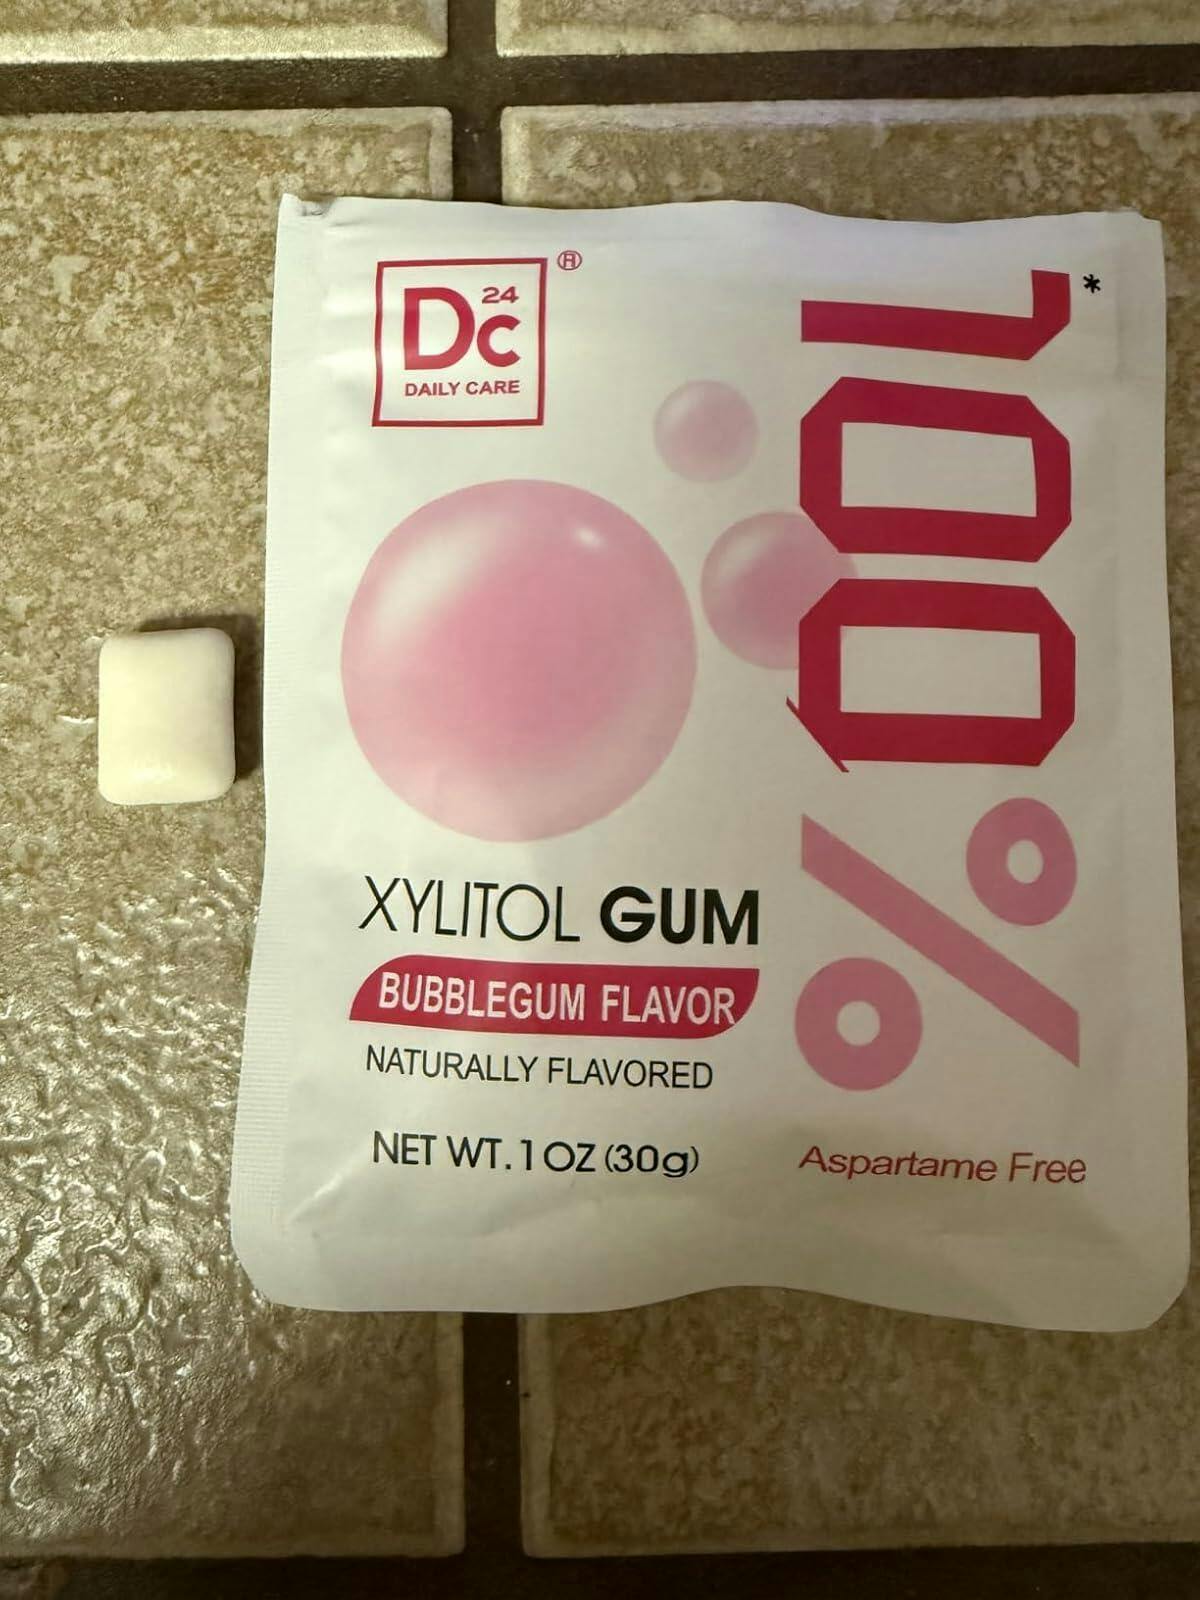 Dc 24
®
DAILY CARE
100%*
XYLITOL GUM
BUBBLEGUM FLAVOR
NATURALLY FLAVORED
NET WT. 1 OZ (30g)
Aspartame Free